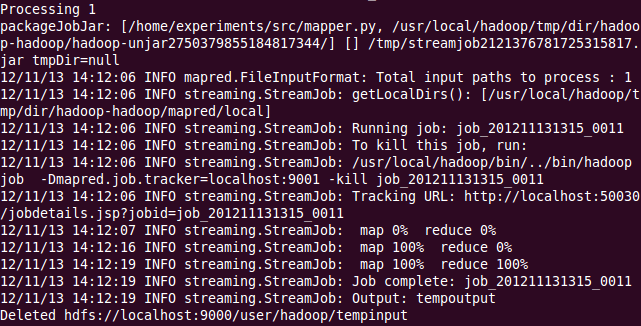 Processing 1
packageJobJar: [/home/experiments/src/mapper.py, /usr/local/hadoop/tmp/dir/hadoo
p-hadoop/hadoop-unjar2750379855184817344/] [] /tmp/streamjob2121376781725315817.
jar tmpDir=null
12/11/13 14:12:06 INFO mapred.FileInputFormat: Total input paths to process : 1
12/11/13 14:12:06 INFO streaming.StreamJob: getLocalDirs(): [/usr/local/hadoop/t
mp/dir/hadoop-hadoop/mapred/local]
12/11/13 14:12:06 INFO streaming.StreamJob: Running job: job_201211131315_0011
12/11/13 14:12:06 INFO streaming.StreamJob: To kill this job, run:
12/11/13 14:12:06 INFO streaming.StreamJob: /usr/local/hadoop/bin/../bin/hadoop
job  -Dmapred.job.tracker=localhost:9001 -kill job_201211131315_0011
12/11/13 14:12:06 INFO streaming.StreamJob: Tracking URL: http://localhost:50030
/jobdetails.jsp?jobid=job_201211131315_0011
12/11/13 14:12:07 INFO streaming.StreamJob:  map 0%  reduce 0%
12/11/13 14:12:16 INFO streaming.StreamJob:  map 100%  reduce 0%
12/11/13 14:12:19 INFO streaming.StreamJob:  map 100%  reduce 100%
12/11/13 14:12:19 INFO streaming.StreamJob: Job complete: job_201211131315_0011
12/11/13 14:12:19 INFO streaming.StreamJob: Output: tempoutput
Deleted hdfs://localhost:9000/user/hadoop/tempinput